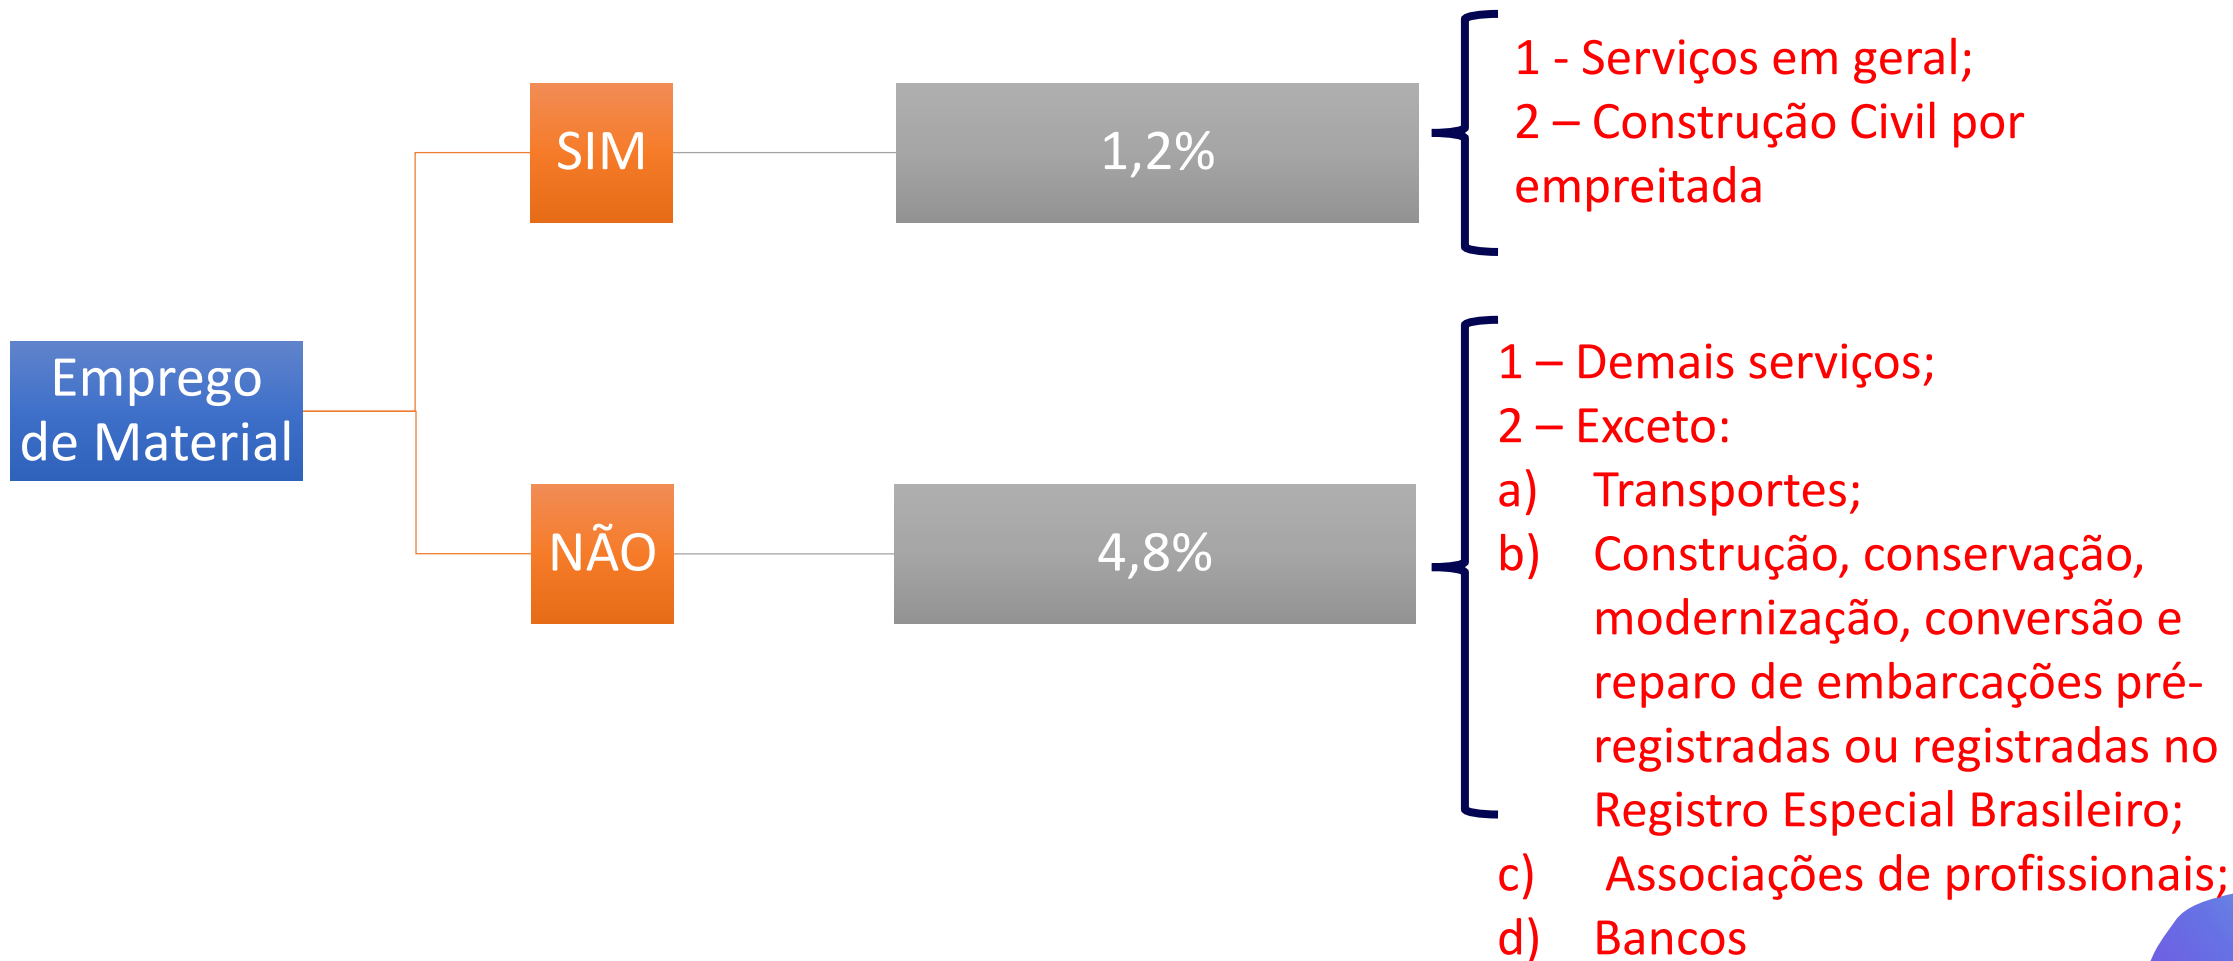 Emprego
de Material
SIM
1,2%
1 - Serviços em geral;
2 – Construção Civil por
empreitada
NÃO
4,8%
1 – Demais serviços;
2 – Exceto:
a) Transportes;
b) Construção, conservação,
modernização, conversão e
reparo de embarcações pré-
registradas ou registradas no
Registro Especial Brasileiro;
c) Associações de profissionais;
d) Bancos